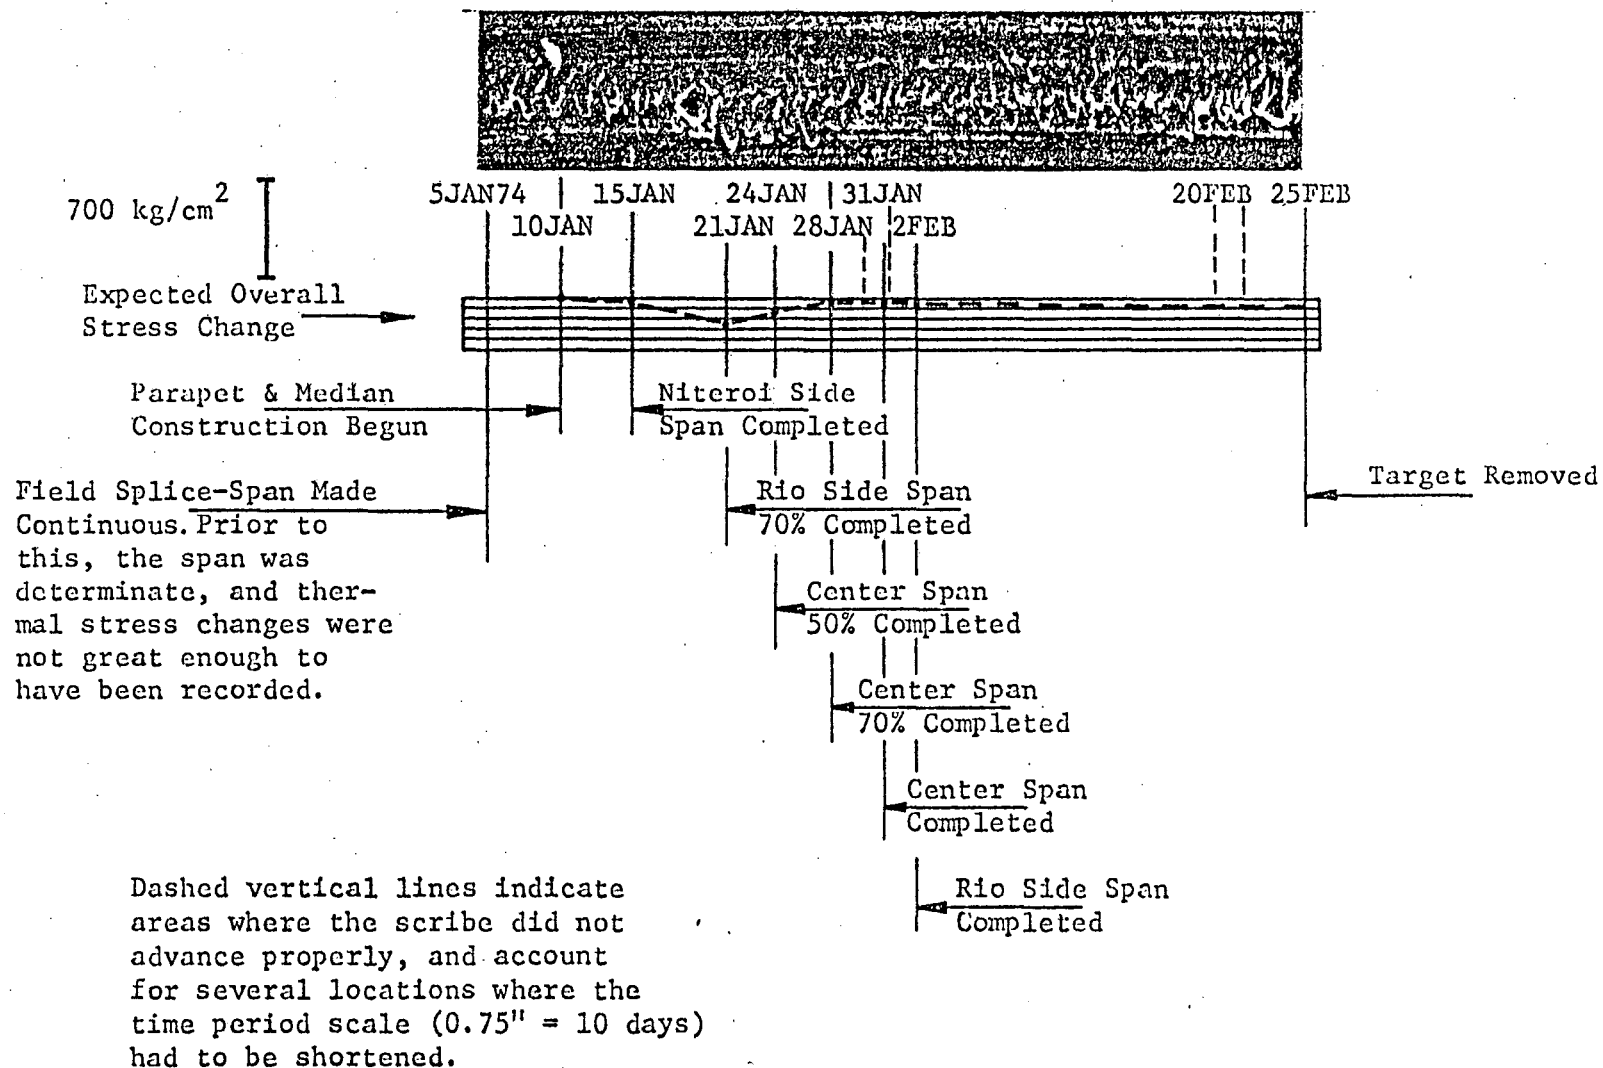 700 kg/cm2
5JAN74 15JAN 24JAN 31JAN 20FEB 25FEB
10JAN 21JAN 28JAN 2FEB
Expected Overall
Stress Change
Parapet & Median
Construction Begun
Niteroi Side
Span Completed
Field Splice-Span Made
Continuous. Prior to
this, the span was
determinate, and ther-
mal stress changes were
not great enough to
have been recorded.
Rio Side Span
70% Completed
Target Removed
Center Span
50% Completed
Center Span
70% Completed
Center Span
Completed
Rio Side Span
Completed
Dashed vertical lines indicate
areas where the scribe did not
advance properly, and account
for several locations where the
time period scale (0.75" = 10 days)
had to be shortened.